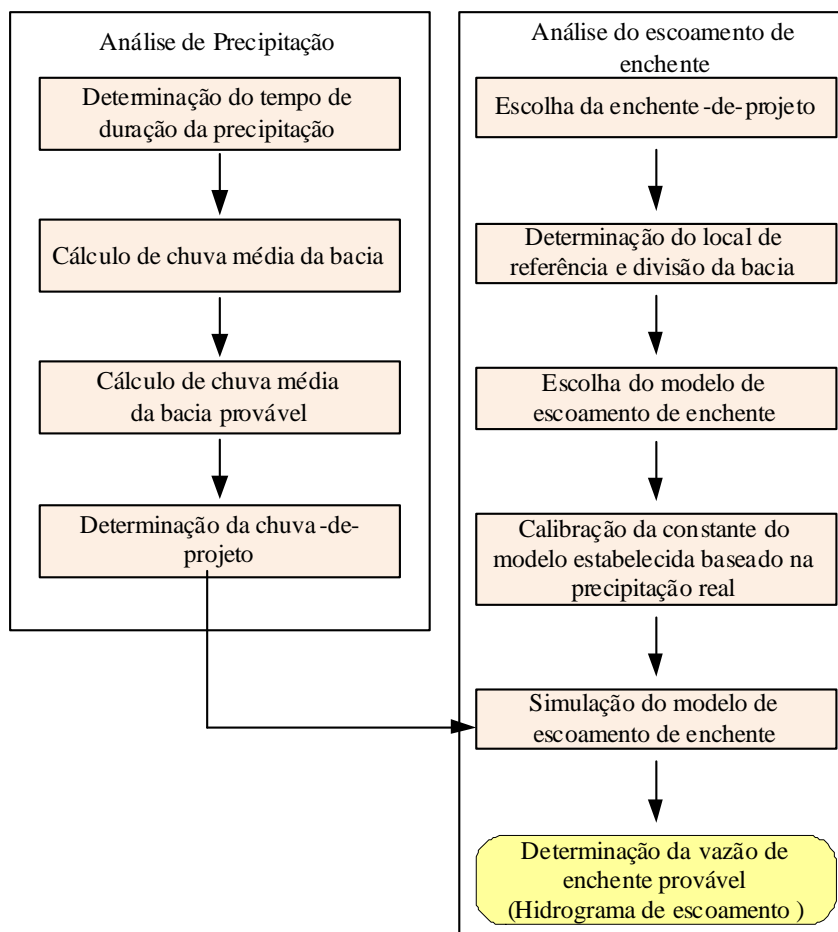 Análise de Precipitação
Determinação do tempo de
duração da precipitação
Cálculo de chuva média da bacia
Cálculo de chuva média
da bacia provável
Determinação da chuva-de-
projeto
Análise do escoamento de
enchente
Escolha da enchente-de-projeto
Determinação do local de
referência e divisão da bacia
Escolha do modelo de
escoamento de enchente
Calibração da constante do
modelo estabelecida baseado na
precipitação real
Simulação do modelo de
escoamento de enchente
Determinação da vazão de
enchente provável
(Hidrograma de escoamento )